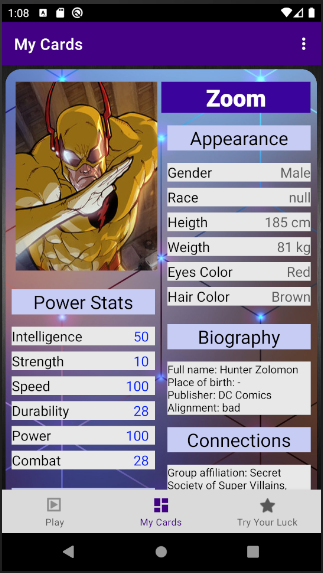 1:08
My Cards
Zoom
Appearance
Gender Male
Race null
Heigth 185 cm
Weigth 81 kg
Eyes Color Red
Hair Color Brown
Power Stats
Intelligence 50
Strength 10
Speed 100
Durability 28
Power 100
Combat 28
Biography
Full name: Hunter Zolomon
Place of birth: -
Publisher: DC Comics
Alignment: bad
Connections
Group affiliation: Secret
Society of Super Villains,
Play
My Cards
Try Your Luck